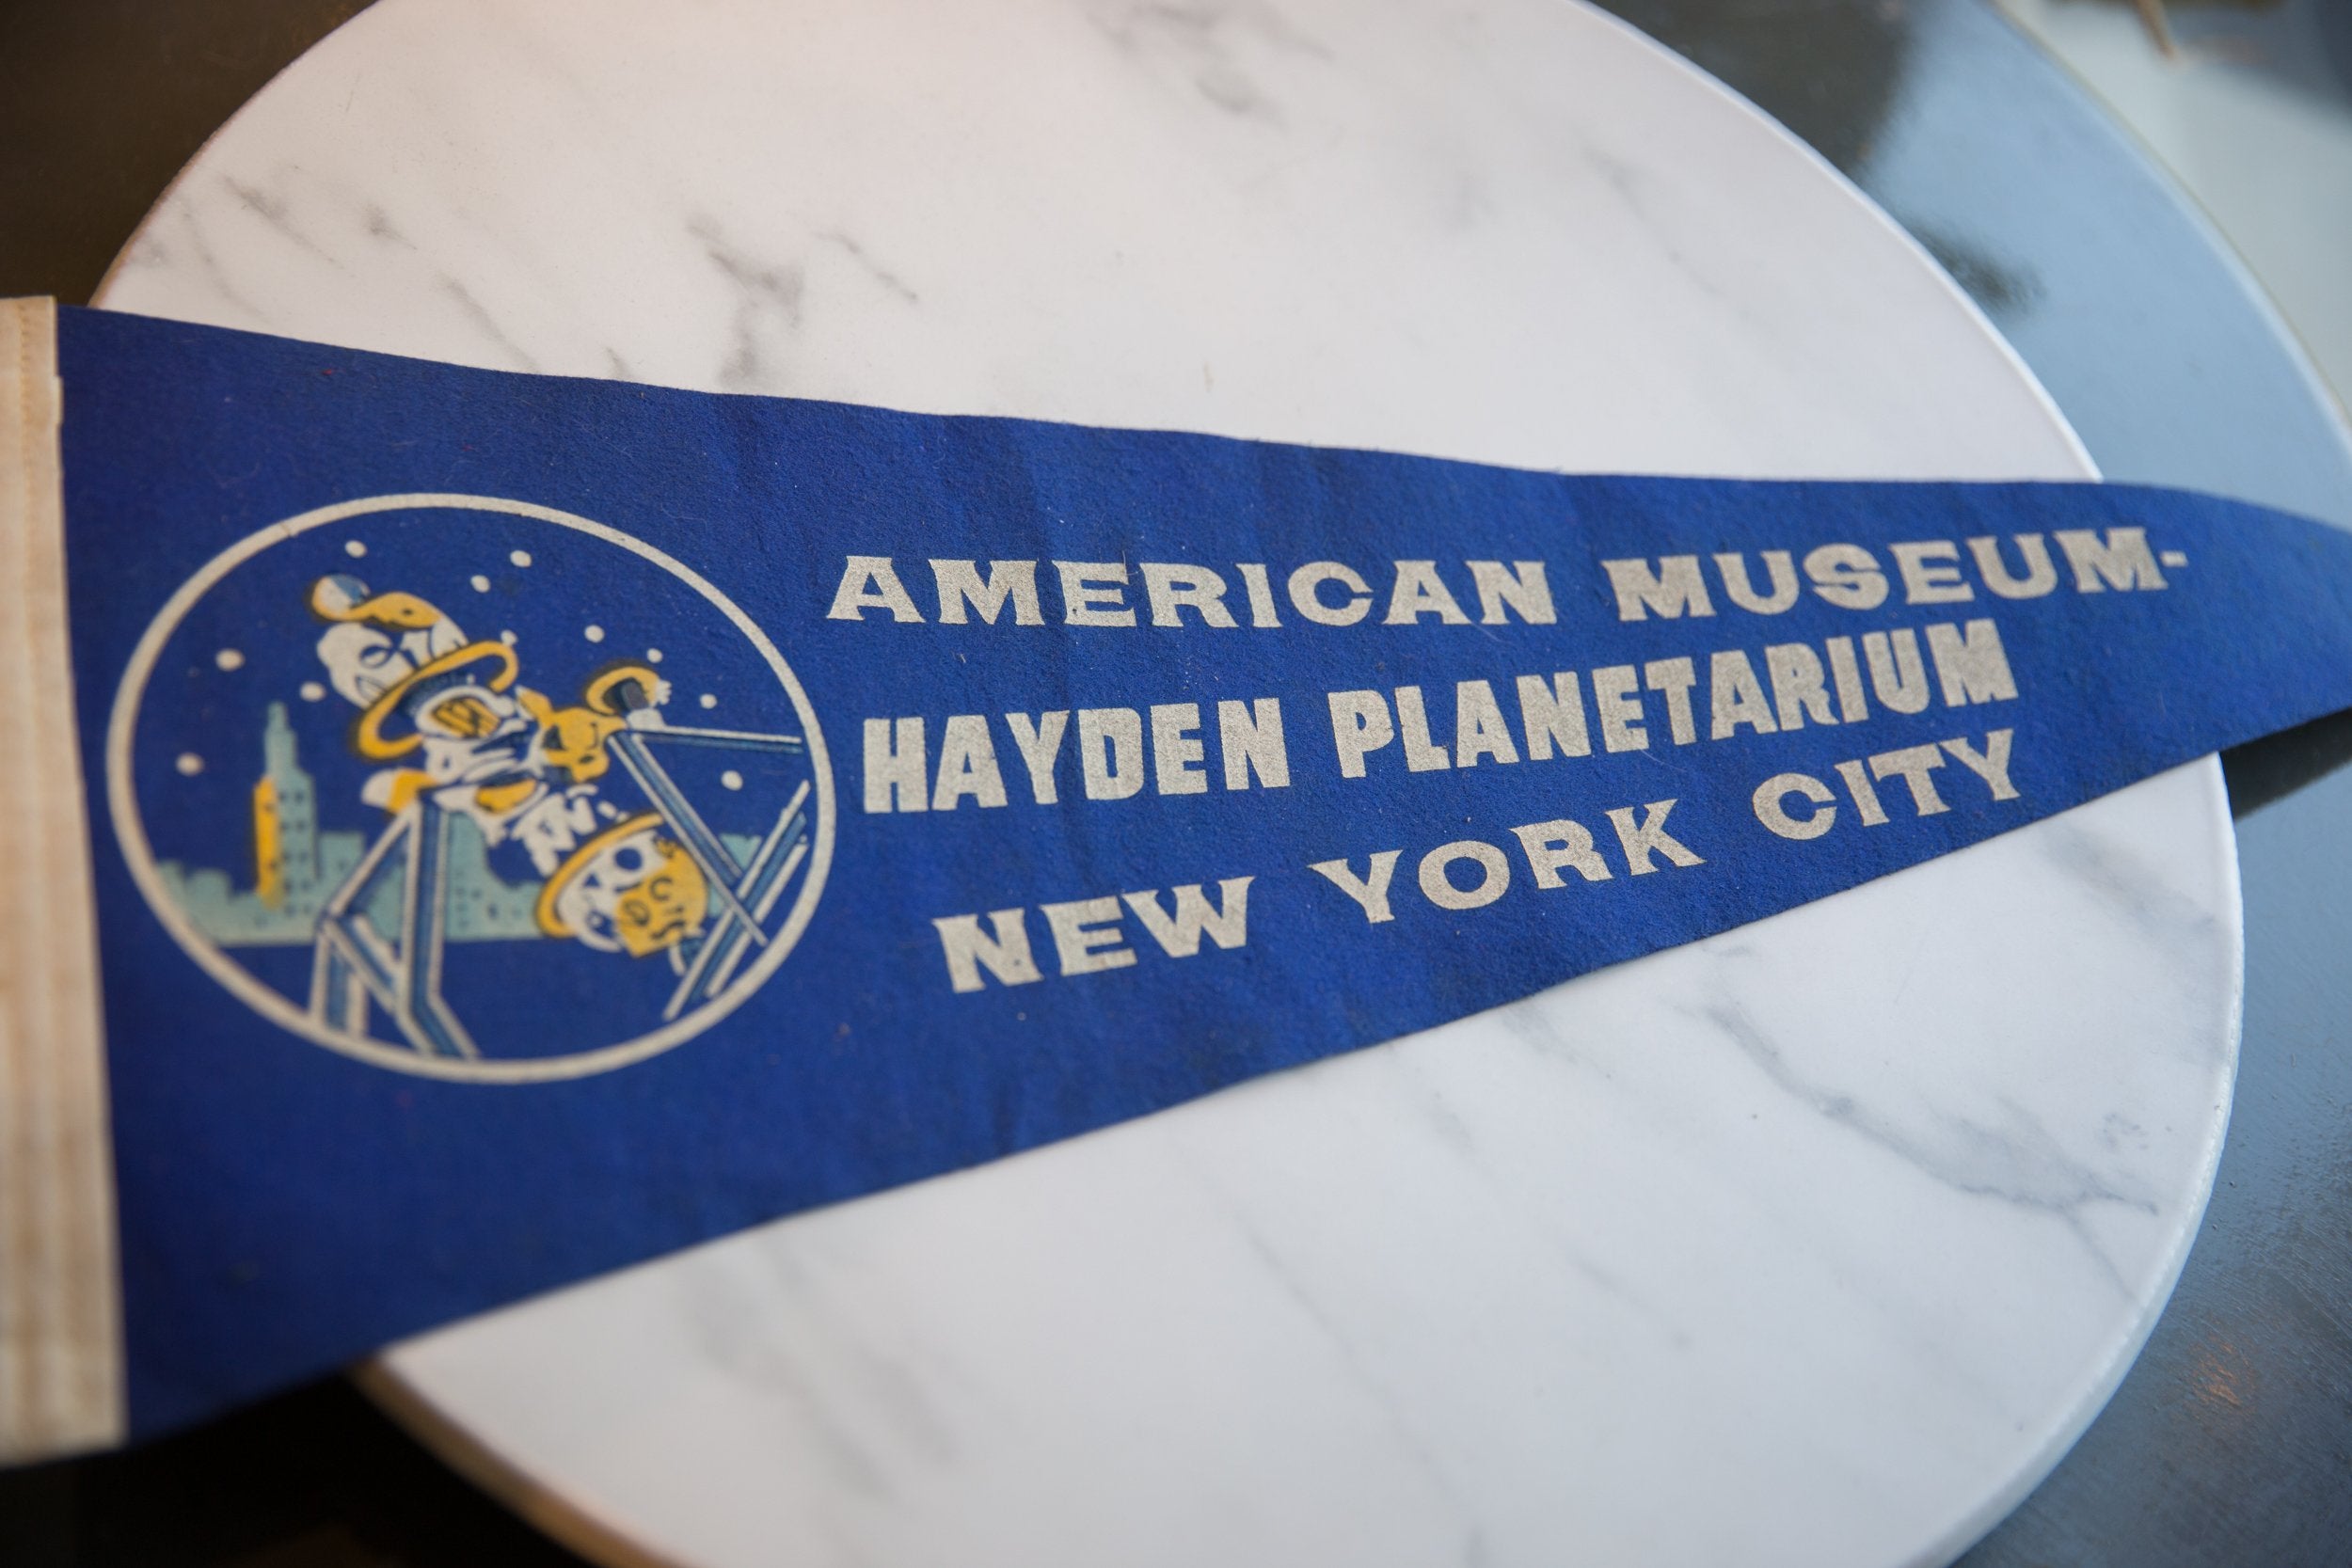 AMERICAN MUSEUM-
HAYDEN PLANETARIUM
NEW YORK CITY